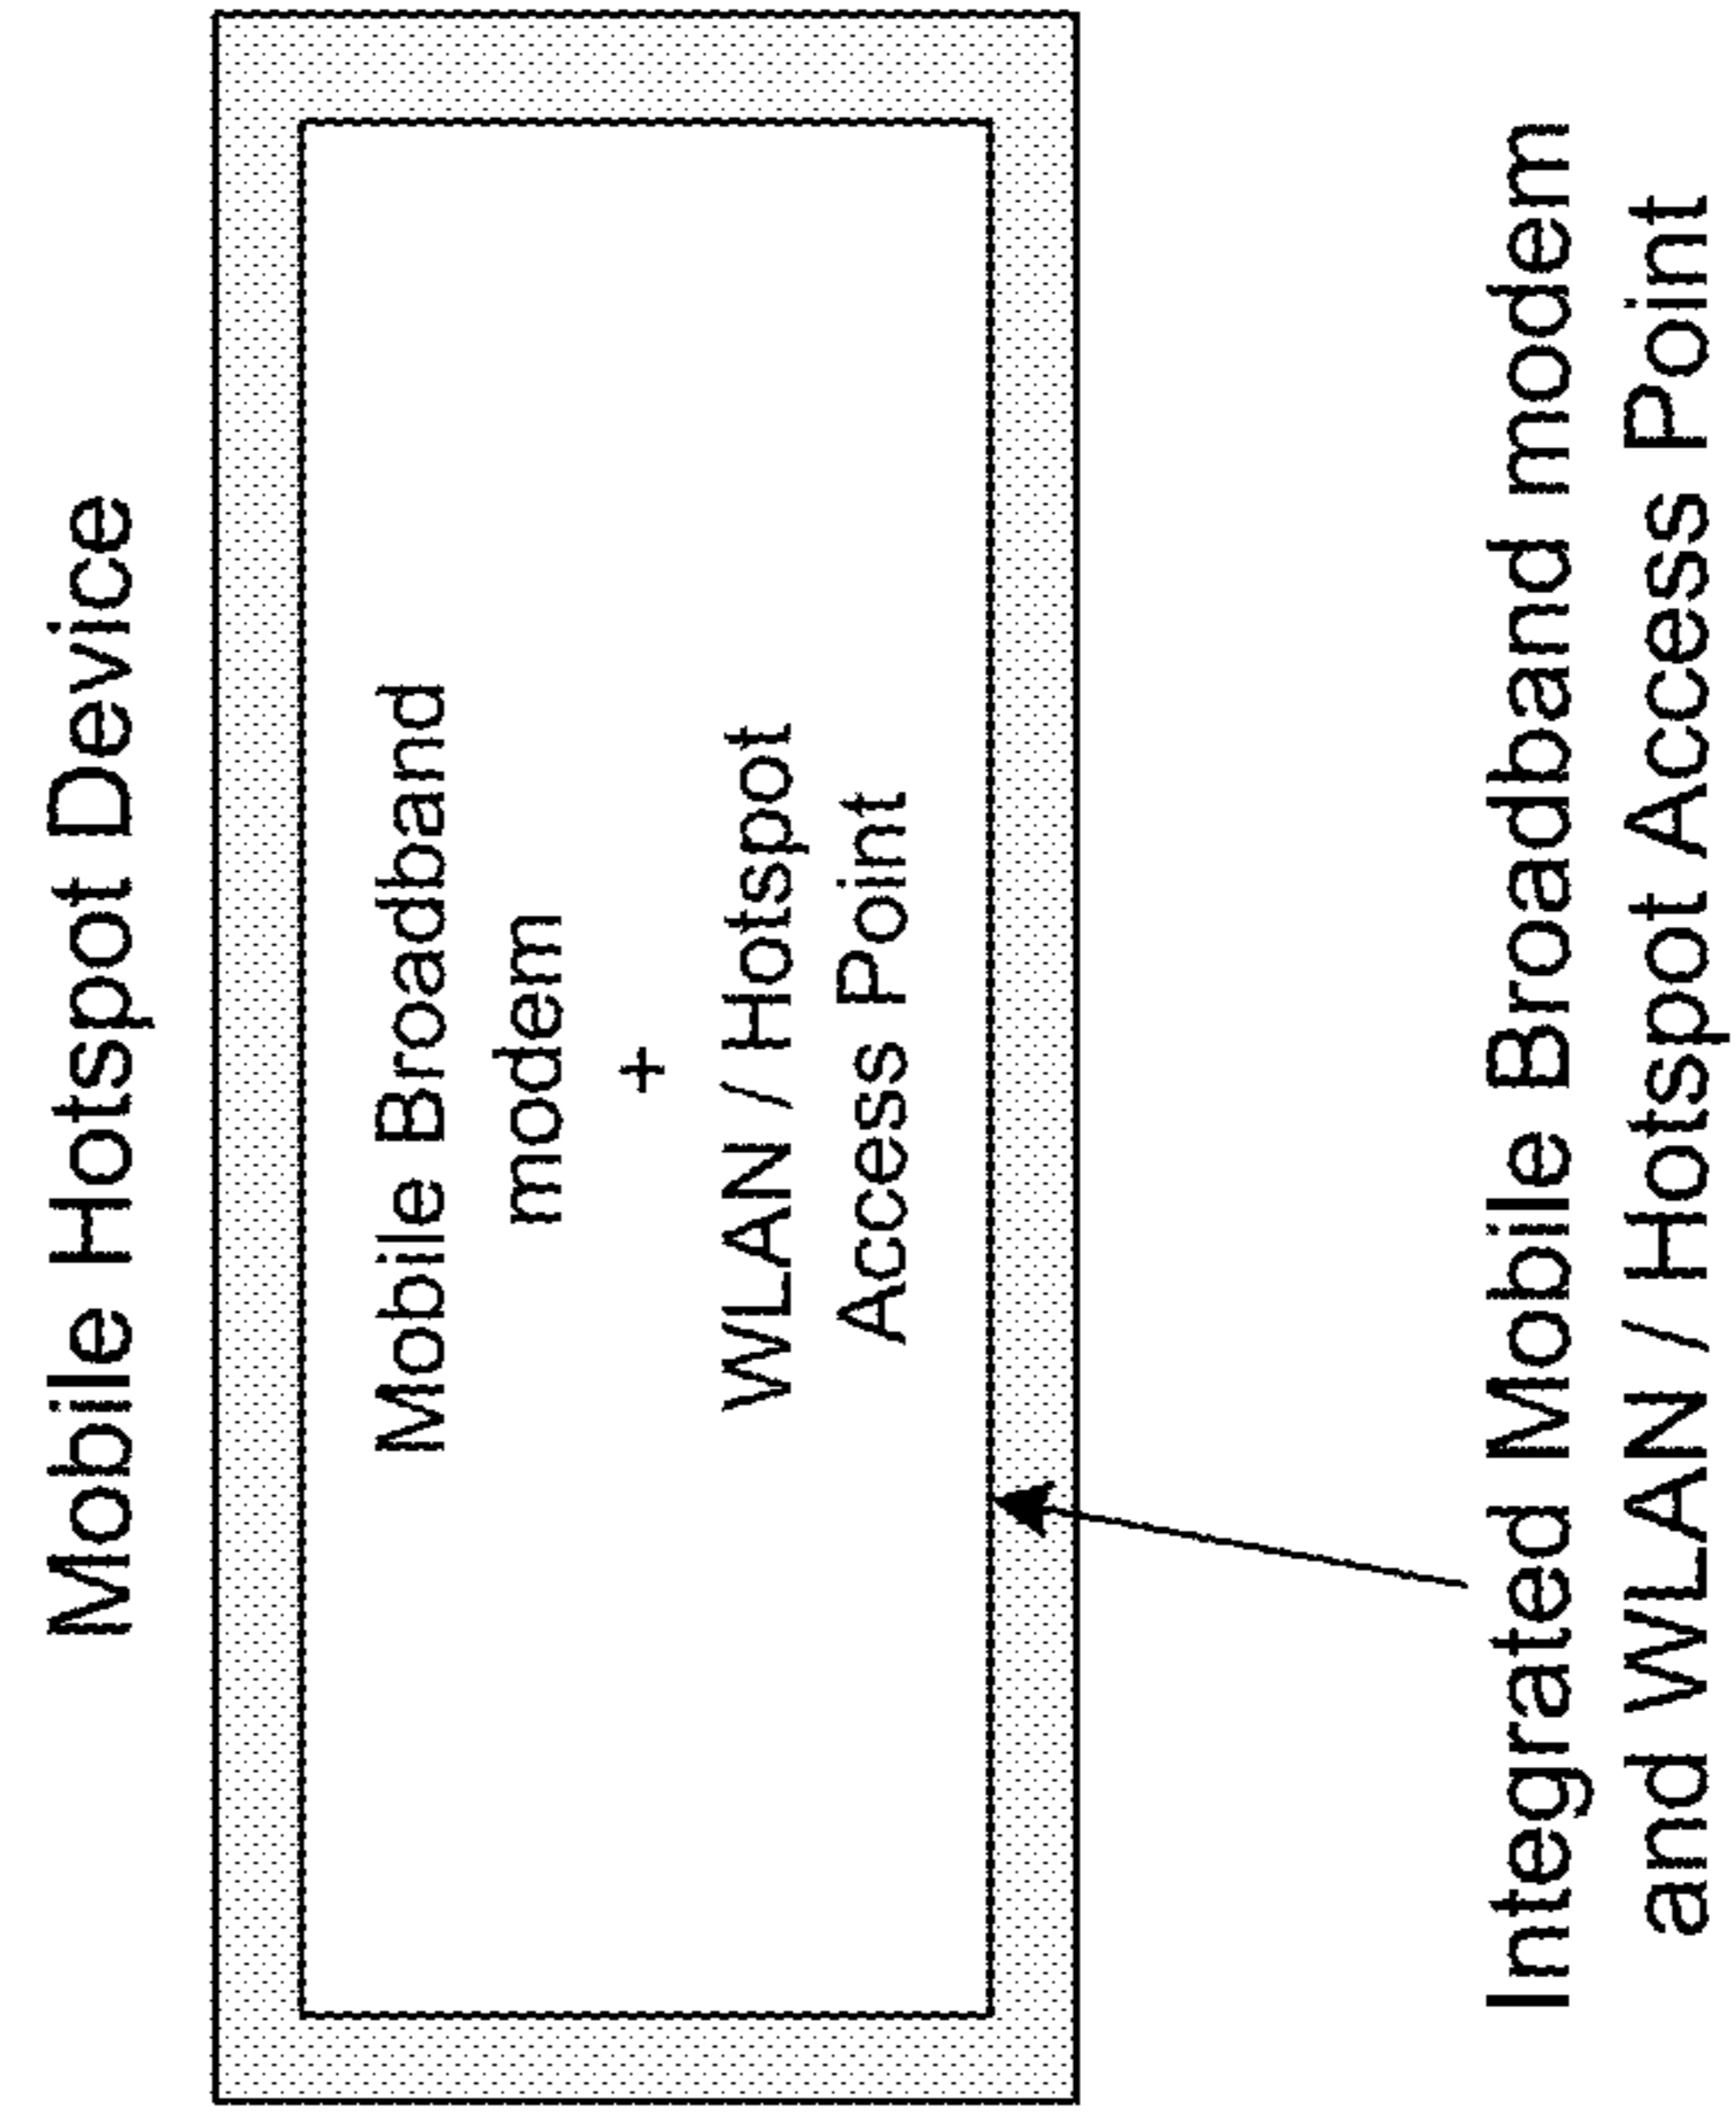 Mobile Hotspot Device
Mobile Broadband
modem
+
WLAN / Hotspot
Access Point
Integrated Mobile Broadband modem
and WLAN / Hotspot Access Point